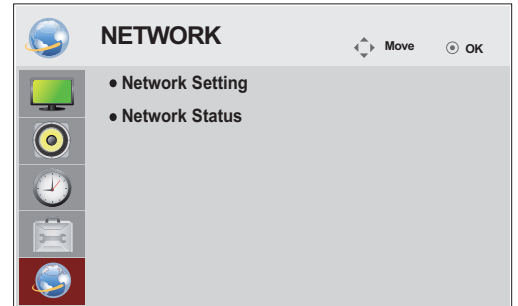 NETWORK
Move
OK
● Network Setting
● Network Status